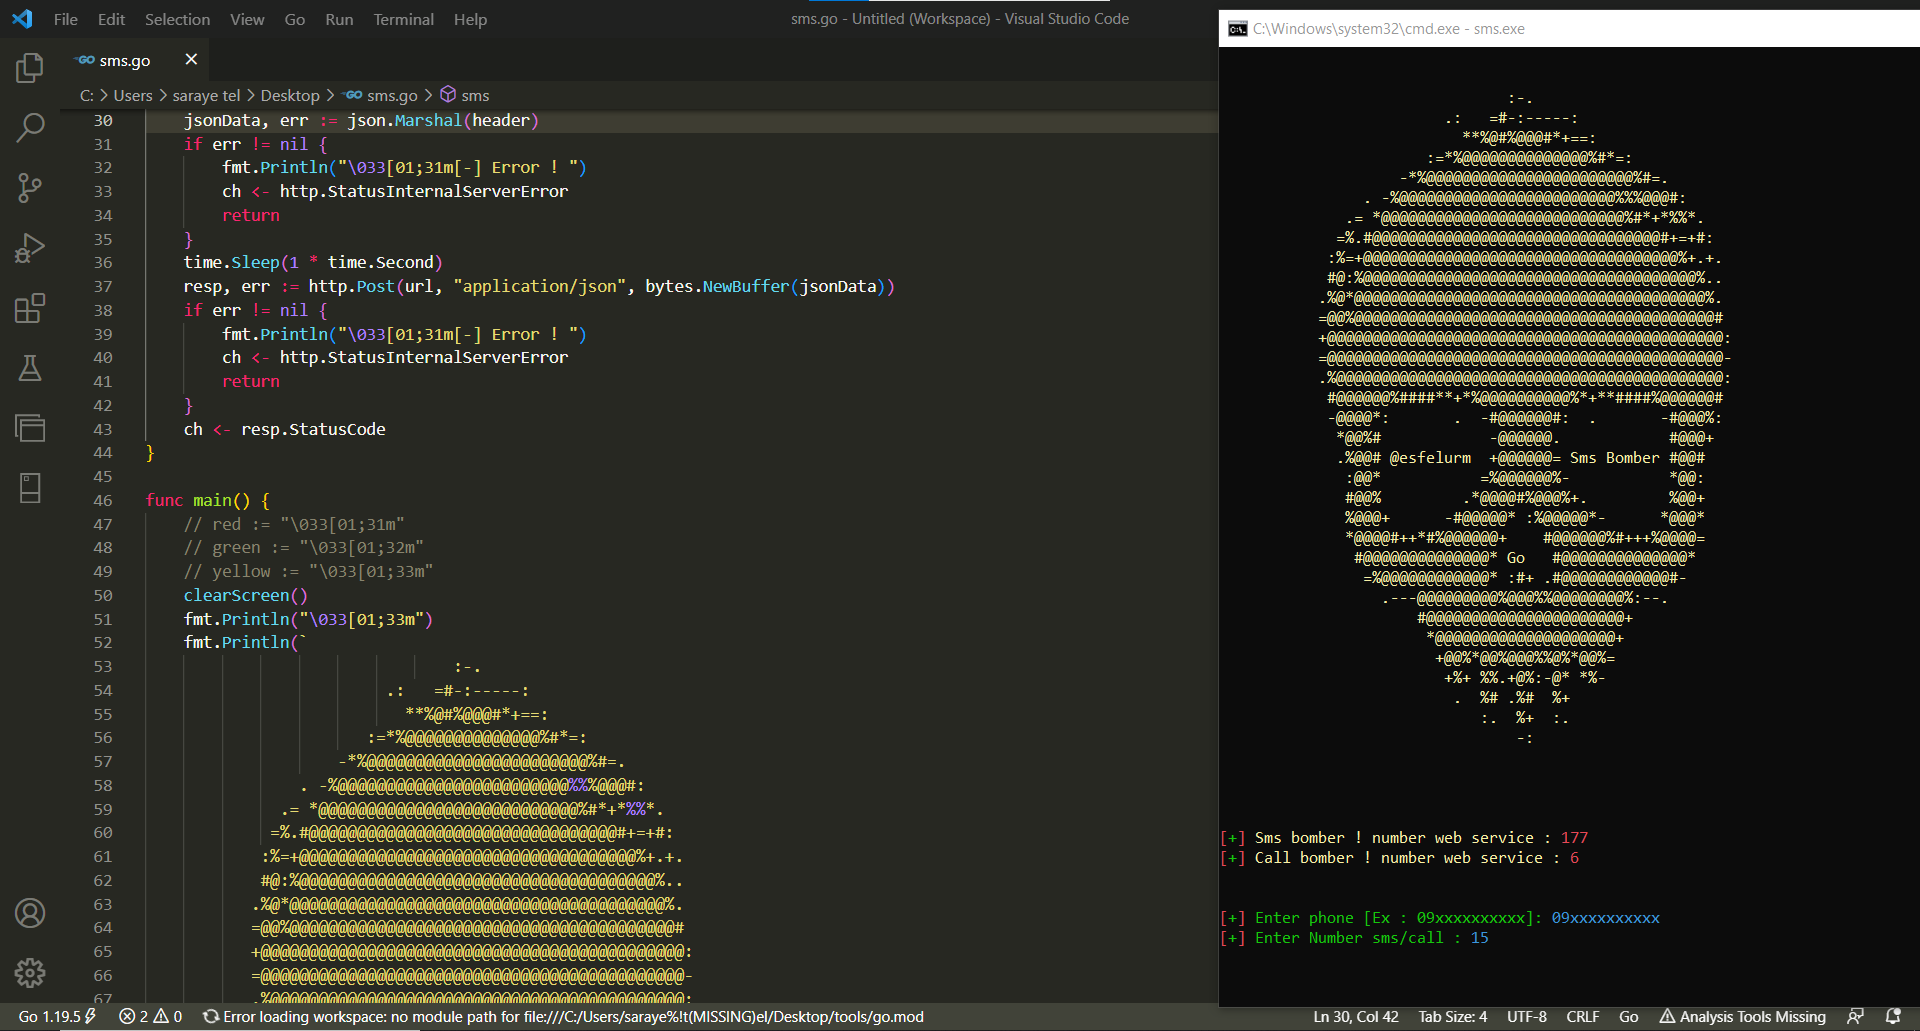 File Edit Selection View Go Run Terminal Help
sms.go - Untitled (Workspace) - Visual Studio Code
sms.go
C: > Users > saraye tel > Desktop > sms.go > sms
30 jsonData, err := json.Marshal(header)
31 if err != nil {
32 fmt.Println("\033[01;31m[-] Error ! ")
33 ch <- http.StatusInternalServerError
34 return
35 }
36 time.Sleep(1 * time.Second)
37 resp, err := http.Post(url, "application/json", bytes.NewBuffer(jsonData))
38 if err != nil {
39 fmt.Println("\033[01;31m[-] Error ! ")
40 ch <- http.StatusInternalServerError
41 return
42 }
43 ch <- resp.StatusCode
44 }
45
46 func main() {
47 // red := "\033[01;31m"
48 // green := "\033[01;32m"
49 // yellow := "\033[01;33m"
50 clearScreen()
51 fmt.Println("\033[01;33m")
52 fmt.Println(`
53
54
55
56
57
58
59
60
61
62
63
64
65
66
67
Go 1.19.5 2 0 Error loading workspace: no module path for file:///C:/Users/saraye%!t(MISSING)el/Desktop/tools/go.mod
Ln 30, Col 42 Tab Size: 4 UTF-8 CRLF Go Analysis Tools Missing
C:\Windows\system32\cmd.exe - sms.exe
@esfelurm Sms Bomber
Go
[+] Sms bomber ! number web service : 177
[+] Call bomber ! number web service : 6
[+] Enter phone [Ex : 09xxxxxxxxxx]: 09xxxxxxxxxx
[+] Enter Number sms/call : 15